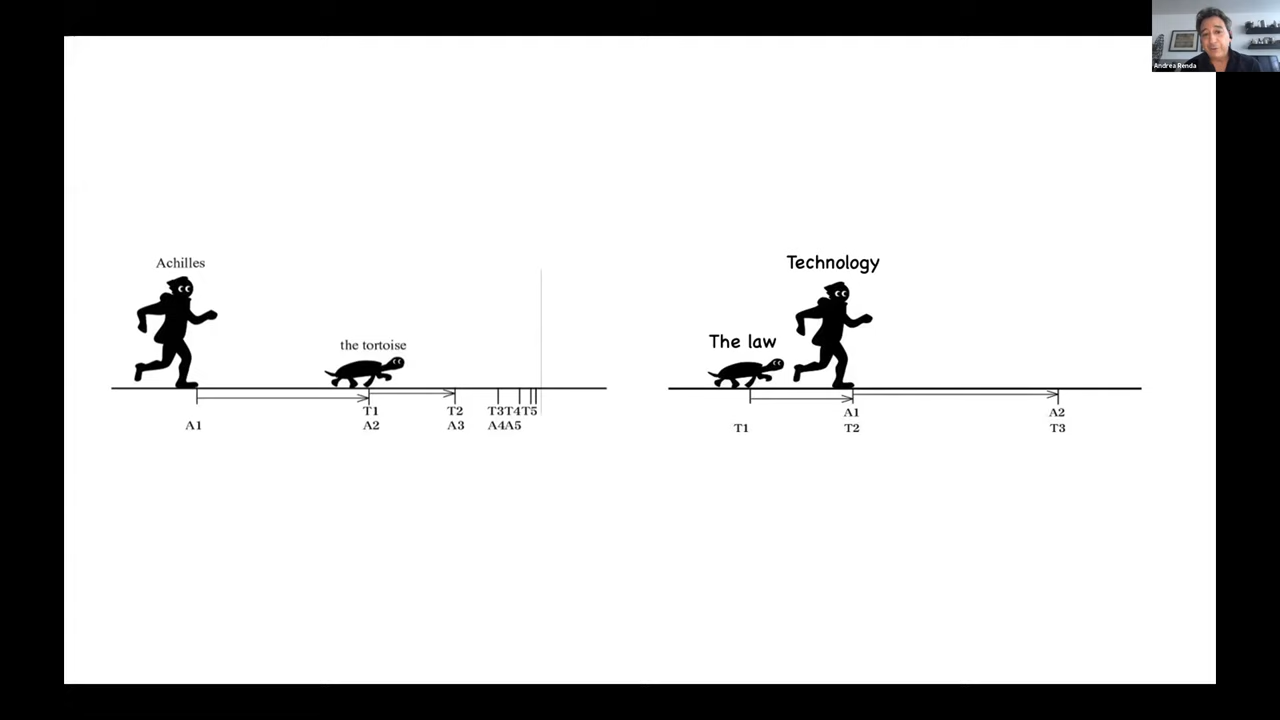 Andrea Renda
Achilles
the tortoise
T1 T2 T3T4T5
A1 A2 A3 A4A5
Technology
The law
A1 A2
T1 T2 T3